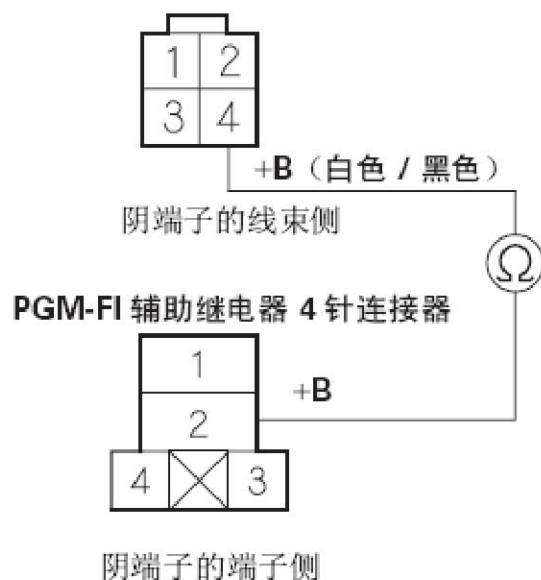 1 2
3 4
+B（白色 / 黑色）
阴端子的线束侧
Ω
PGM-FI 辅助继电器 4 针连接器
1
+B
2
4 3
阴端子的端子侧